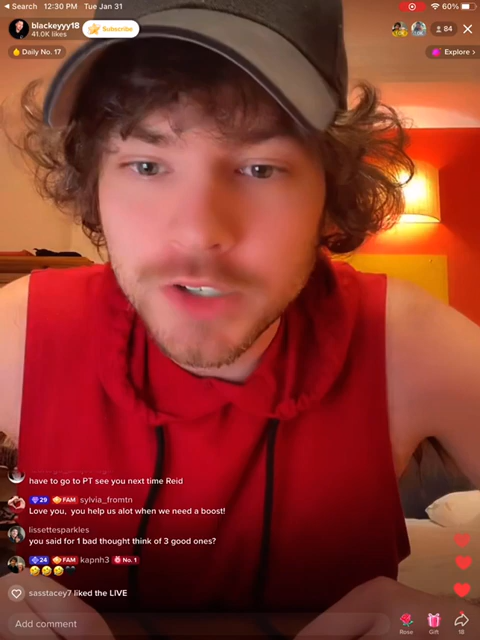 Search 12:30 PM Tue Jan 31 60%
blackeyyy18
41.0K likes
Subscribe
84
Daily No. 17
Explore >
have to go to PT see you next time Reid
29 FAM sylvia_fromtn
Love you, you help us alot when we need a boost!
lissettesparkles
you said for 1 bad thought think of 3 good ones?
24 FAM kapnh3 No. 1
sasstacey7 liked the LIVE
Add comment
Rose Gift 18